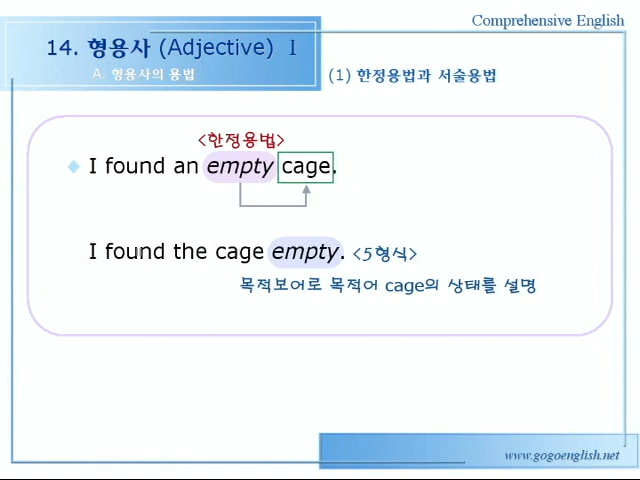 Comprehensive English
14. 형용사 (Adjective) Ⅰ
A. 형용사의 용법
(1) 한정용법과 서술용법
<한정용법>
I found an empty cage.
I found the cage empty. <5형식>
목적보어로 목적어 cage의 상태를 설명
www.gogoenglish.net